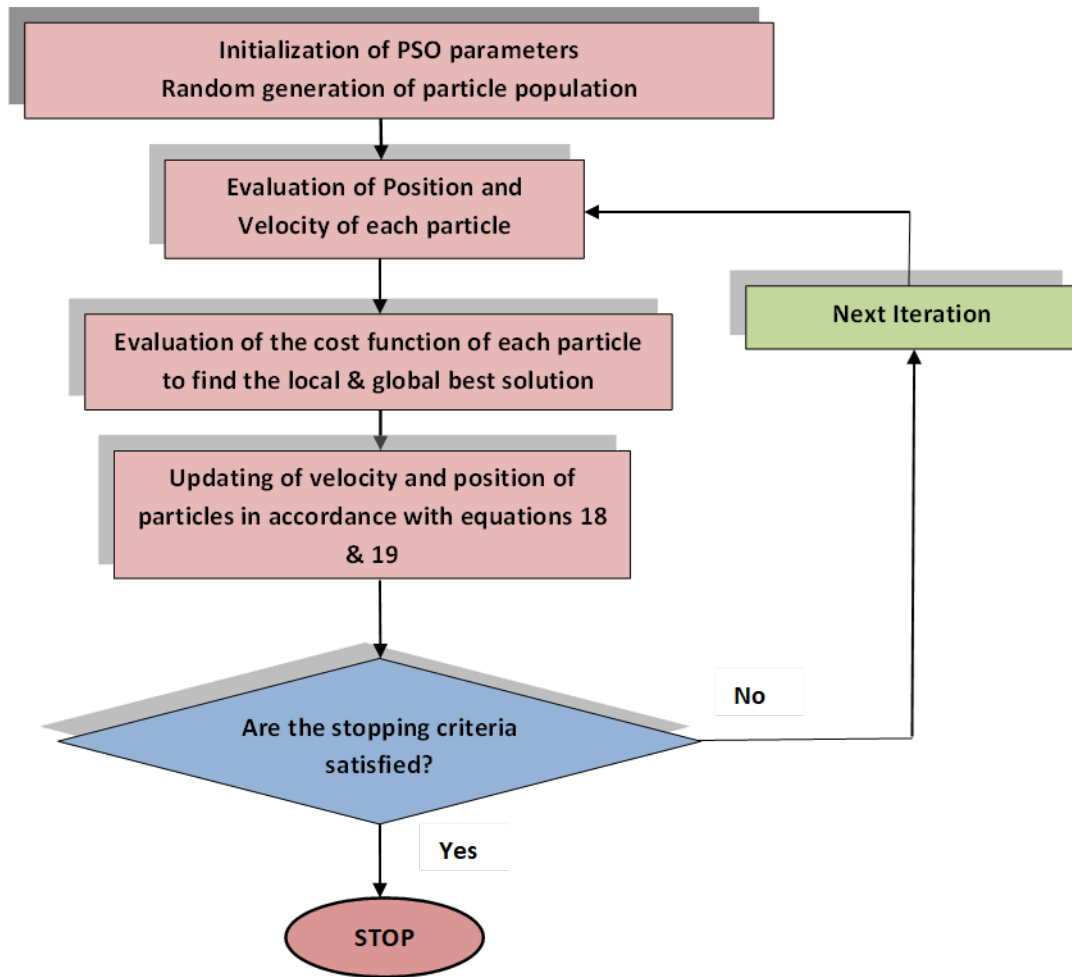 Initialization of PSO parameters
Random generation of particle population
Evaluation of Position and
Velocity of each particle
Next Iteration
Evaluation of the cost function of each particle
to find the local & global best solution
Updating of velocity and position of
particles in accordance with equations 18
& 19
No
Are the stopping criteria
satisfied?
Yes
STOP